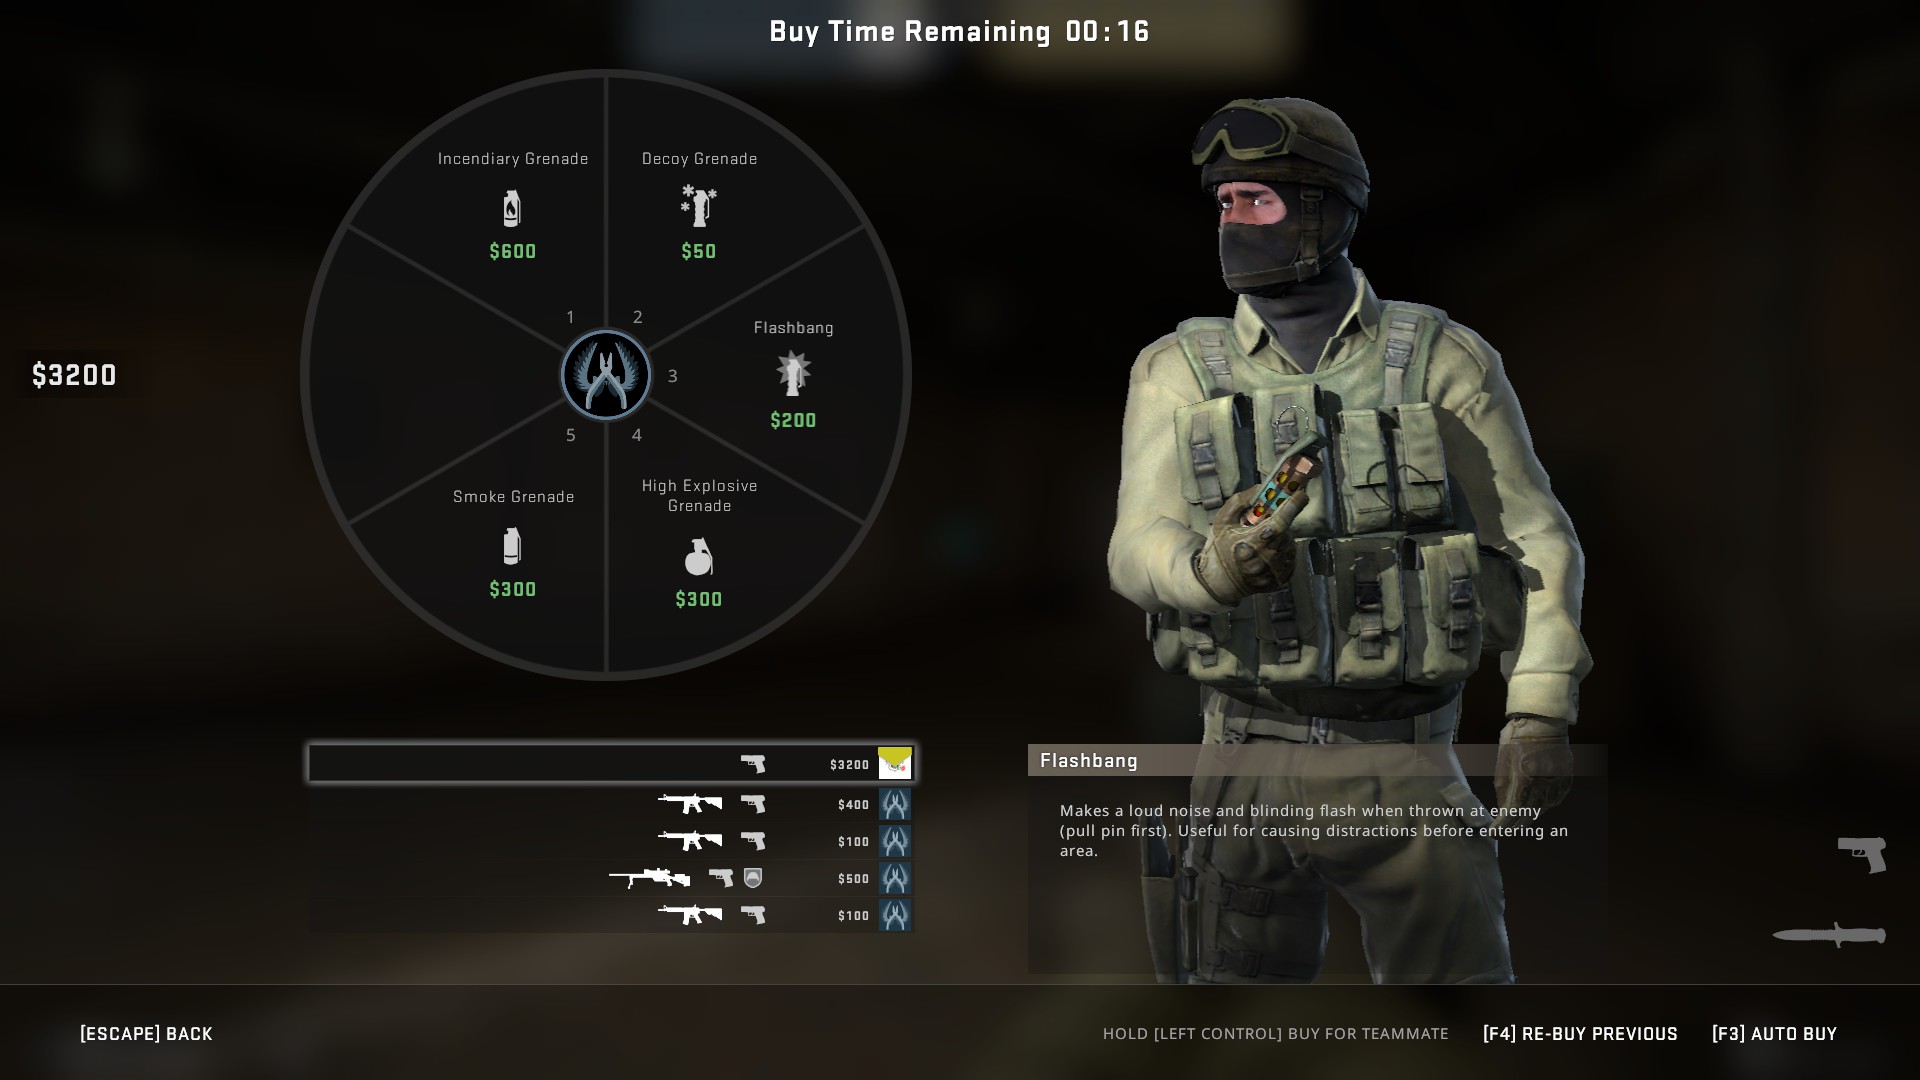 Buy Time Remaining 00:16
Incendiary Grenade
$600
Decoy Grenade
$50
1
2
Flashbang
$200
3
$3200
5
4
Smoke Grenade
$300
High Explosive
Grenade
$300
$3200
$400
$100
$500
$100
Flashbang
Makes a loud noise and blinding flash when thrown at enemy
(pull pin first). Useful for causing distractions before entering an
area.
[ESCAPE] BACK
HOLD [LEFT CONTROL] BUY FOR TEAMMATE
[F4] RE-BUY PREVIOUS
[F3] AUTO BUY